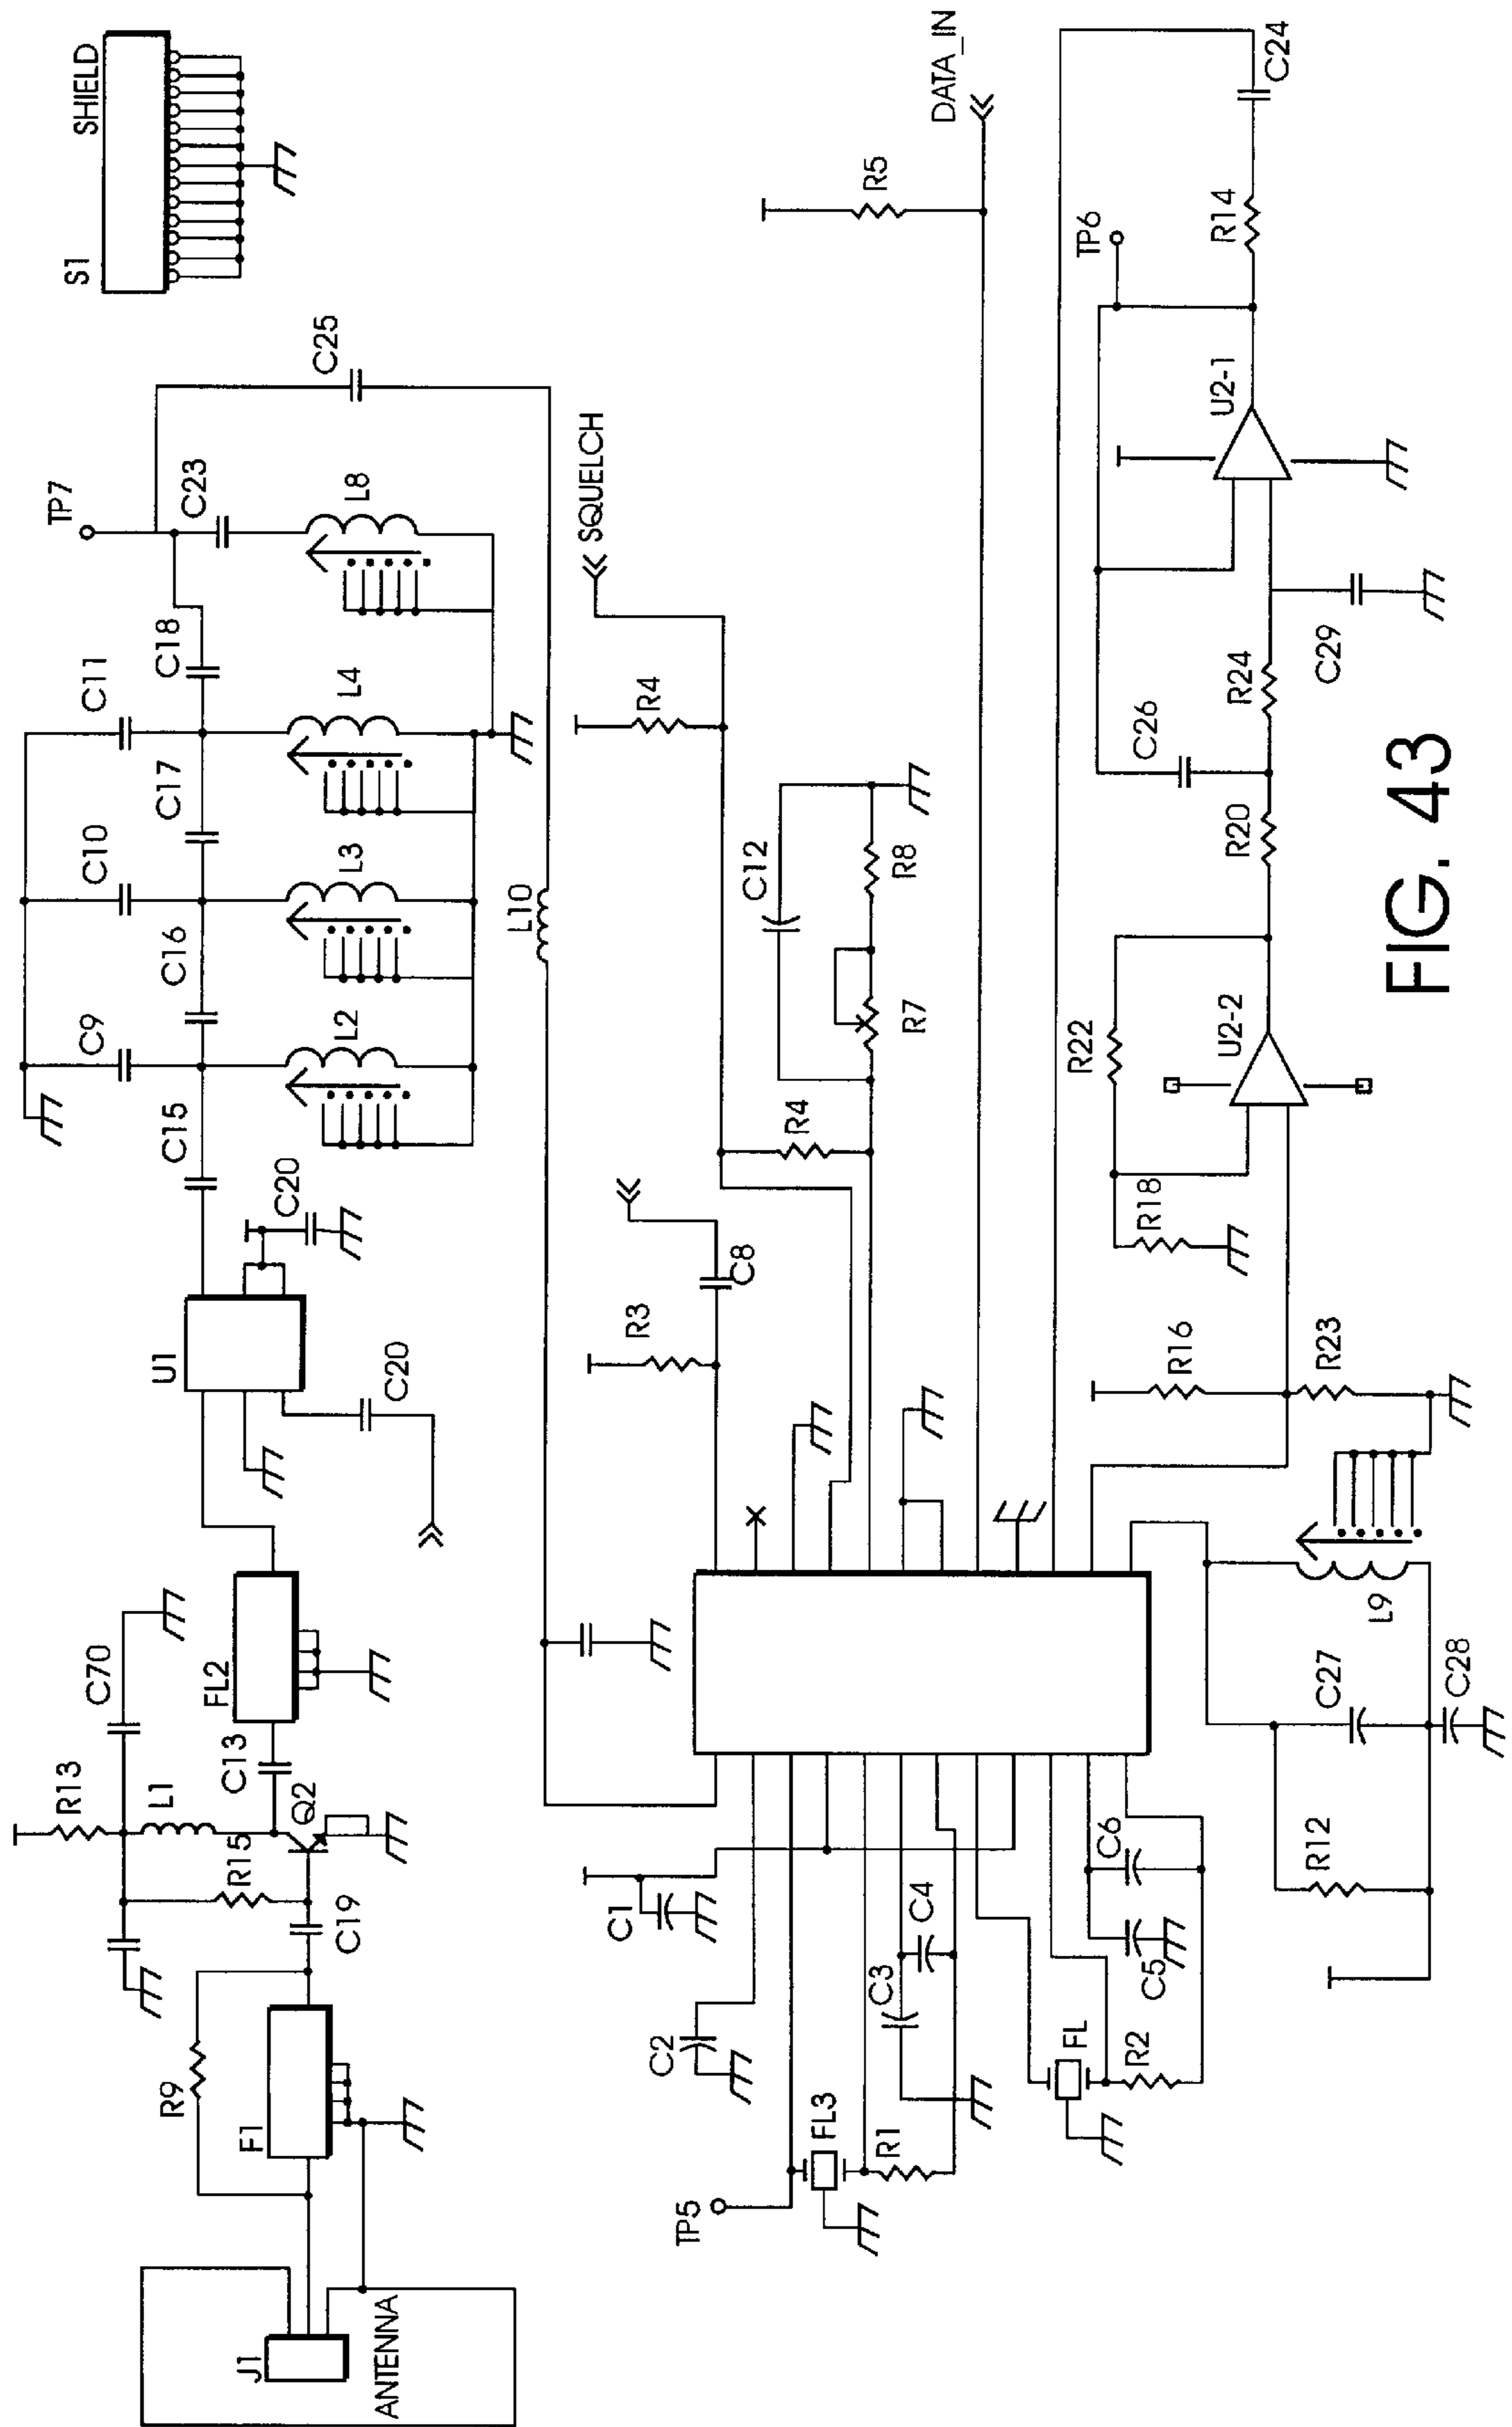 J1
ANTENNA
R9
F1
C19
R15
R13
L1
Q2
C70
C13
FL2
U1
C20
C20
C15
C9
L2
C16
C10
L3
C17
C11
L4
C18
TP7
C23
L8
C25
S1
SHIELD
L10
SQUELCH
R4
C12
R8
R7
R4
C8
R3
R5
DATA_IN
C1
C2
TP5
FL3
R1
C3
C4
FL
R2
C5
C6
R12
C27
C28
L9
R16
R23
R18
R22
U2-2
R20
C26
R24
C29
U2-1
TP6
R14
C24
FIG. 43